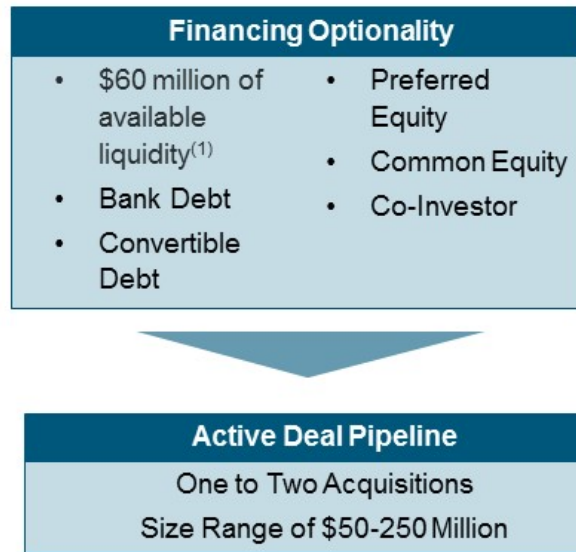 Financing Optionality
• $60 million of
available
liquidity(1)
• Bank Debt
• Convertible
Debt
• Preferred
Equity
• Common Equity
• Co-Investor
Active Deal Pipeline
One to Two Acquisitions
Size Range of $50-250 Million